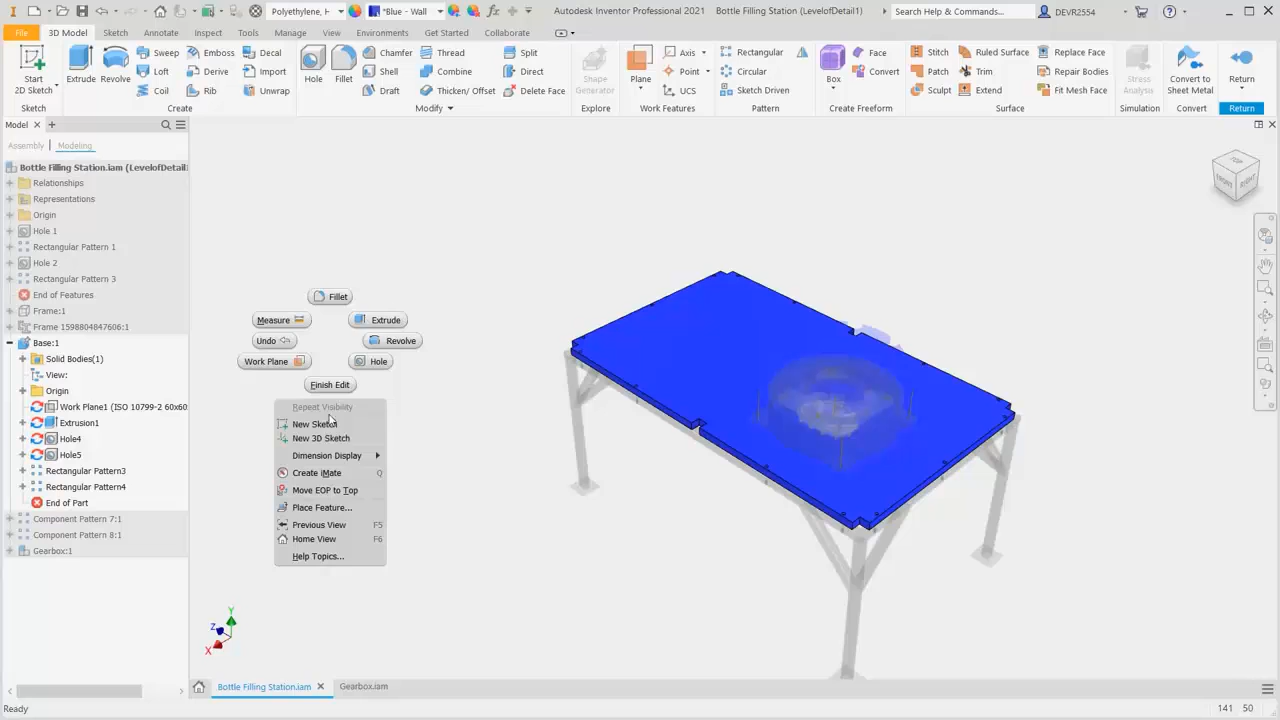 Polyethylene, H
*Blue - Wall
Autodesk Inventor Professional 2021
Bottle Filling Station (LevelofDetail1)
Search Help & Commands...
DEVR2554
File
3D Model
Sketch
Annotate
Inspect
Tools
Manage
View
Environments
Get Started
Collaborate
Start
2D Sketch
Sketch
Extrude
Revolve
Sweep
Loft
Coil
Emboss
Derive
Rib
Decal
Import
Unwrap
Create
Hole
Fillet
Chamfer
Shell
Draft
Thread
Combine
Thicken/ Offset
Split
Direct
Delete Face
Modify
Shape
Generator
Explore
Plane
Axis
Point
UCS
Work Features
Rectangular
Circular
Sketch Driven
Pattern
Box
Face
Convert
Create Freeform
Stitch
Patch
Sculpt
Ruled Surface
Trim
Extend
Replace Face
Repair Bodies
Fit Mesh Face
Surface
Stress
Analysis
Simulation
Convert to
Sheet Metal
Convert
Return
Return
Model
Assembly
Modeling
Bottle Filling Station.iam (LevelofDetail
Relationships
Representations
Origin
Hole 1
Rectangular Pattern 1
Hole 2
Rectangular Pattern 3
End of Features
Frame:1
Frame 1598804847606:1
Base:1
Solid Bodies(1)
View:
Origin
Work Plane1 (ISO 10799-2 60x60
Extrusion1
Hole4
Hole5
Rectangular Pattern3
Rectangular Pattern4
End of Part
Component Pattern 7:1
Component Pattern 8:1
Gearbox:1
Fillet
Measure
Extrude
Undo
Revolve
Work Plane
Hole
Finish Edit
Repeat Visibility
New Sketch
New 3D Sketch
Dimension Display
Create iMate Q
Move EOP to Top
Place Feature...
Previous View F5
Home View F6
Help Topics...
TOP
FRONT
RIGHT
Y
Z
X
Bottle Filling Station.iam
Gearbox.iam
Ready
141 50